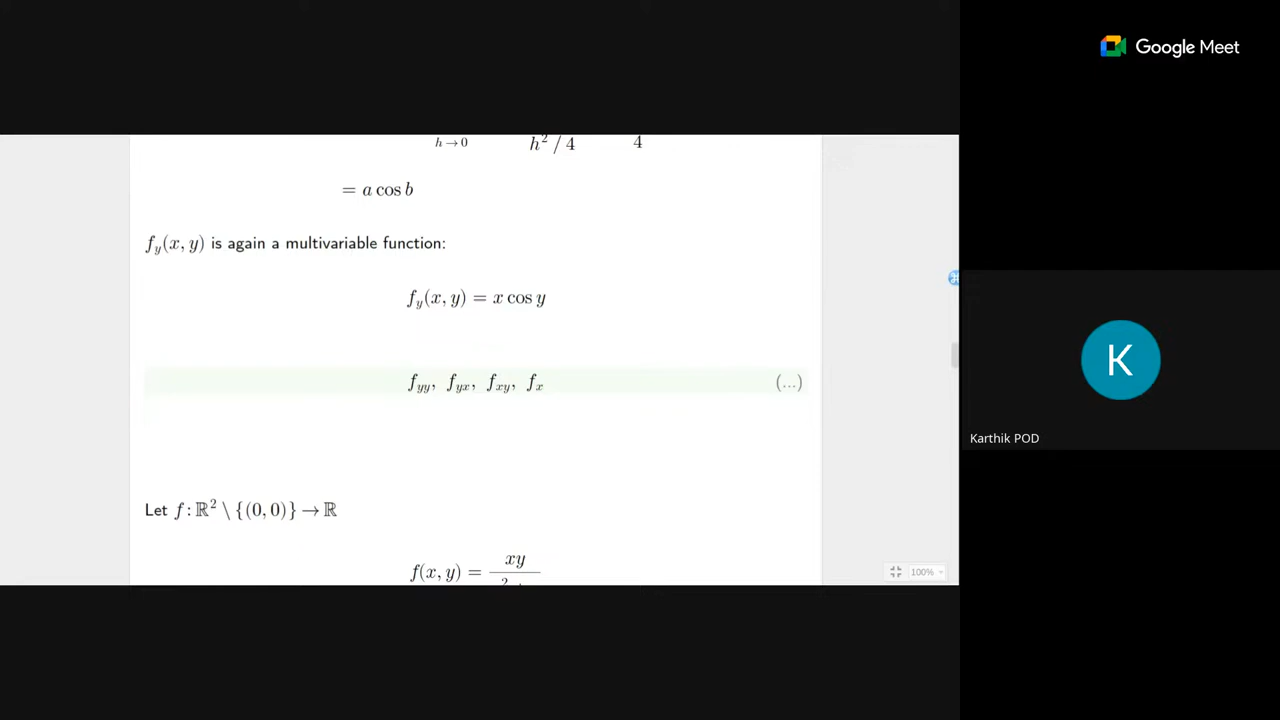 Google Meet
h → 0 h² / 4 4
= a cos b
f_y(x, y) is again a multivariable function:
f_y(x, y) = x cos y
f_yy, f_yx, f_xy, f_x (...)
Let f : ℝ² \ {(0, 0)} → ℝ
xy
f(x, y) =
100%
K
Karthik POD